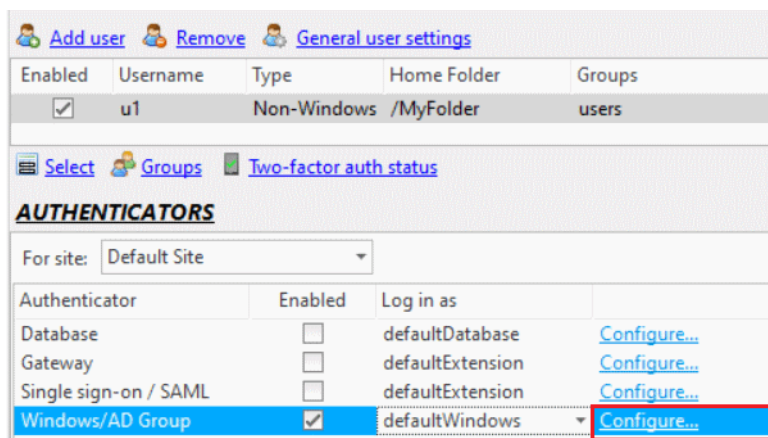 Add user Remove General user settings
Enabled Username Type Home Folder Groups
u1 Non-Windows /MyFolder users
Select Groups Two-factor auth status
AUTHENTICATORS
For site: Default Site
Authenticator Enabled Log in as
Database defaultDatabase Configure...
Gateway defaultExtension Configure...
Single sign-on / SAML defaultExtension Configure...
Windows/AD Group defaultWindows Configure...